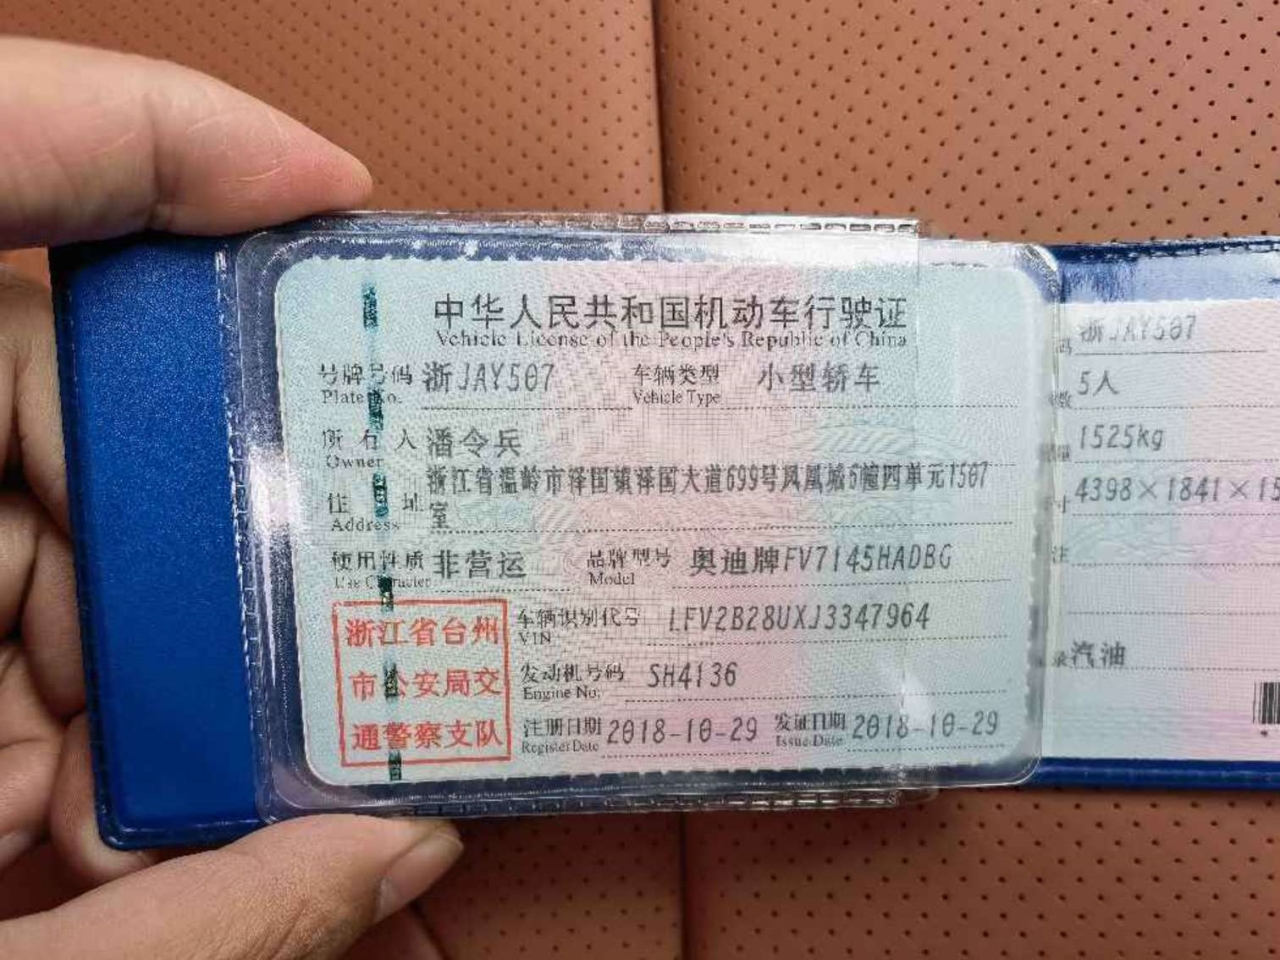 中华人民共和国机动车行驶证
Vehicle License of the People's Republic of China
号牌号码 浙JAY507 车辆类型 小型轿车
Plate No. Vehicle Type
所有人 潘令兵
Owner
住址 浙江省温岭市泽国镇泽国大道699号凤凰城6幢四单元1507
室
Address
使用性质 非营运 品牌型号 奥迪牌FV7145HADBG
Use Character Model
浙江省台州
市公安局交
通警察支队
车辆识别代号 LFV2B28UXJ3347964
VIN
发动机号码 SH4136
Engine No.
注册日期 2018-10-29 发证日期 2018-10-29
Register Date Issue Date
码 浙JAY507
数 5人
1525kg
寸 4398×1841×15
注
录 汽油